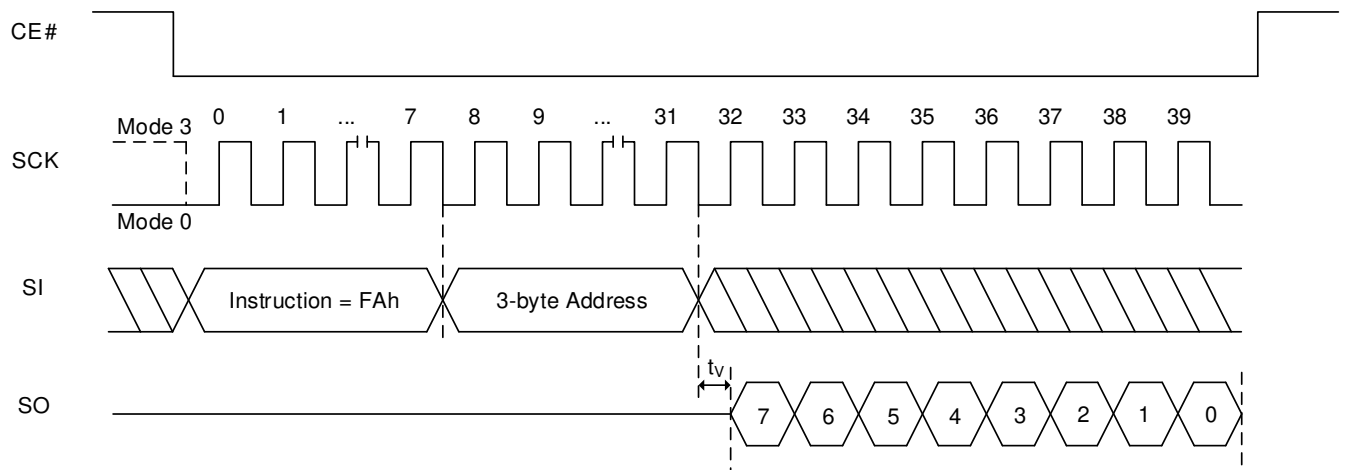 CE#
0 1 ... 7 8 9 ... 31 32 33 34 35 36 37 38 39
Mode 3
SCK
Mode 0
SI
Instruction = FAh
3-byte Address
tV
SO
7 6 5 4 3 2 1 0